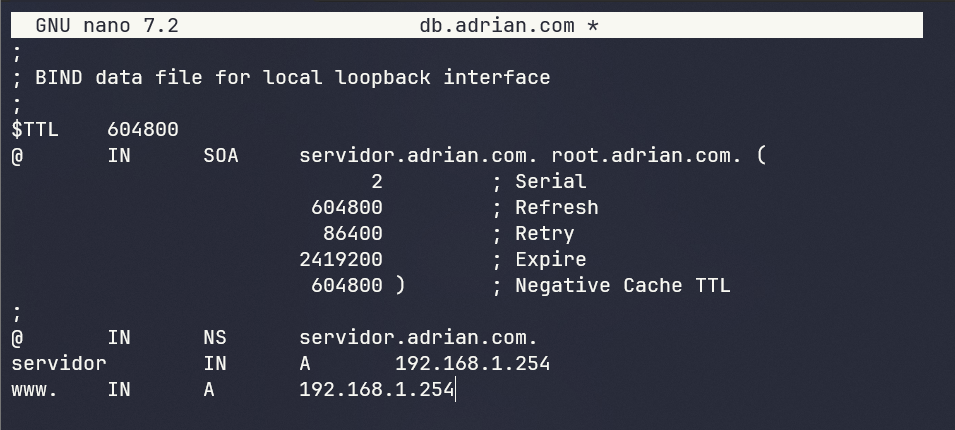 GNU nano 7.2 db.adrian.com *
;
; BIND data file for local loopback interface
;
$TTL 604800
@ IN SOA servidor.adrian.com. root.adrian.com. (
2 ; Serial
604800 ; Refresh
86400 ; Retry
2419200 ; Expire
604800 ) ; Negative Cache TTL
;
@ IN NS servidor.adrian.com.
servidor IN A 192.168.1.254
www. IN A 192.168.1.254